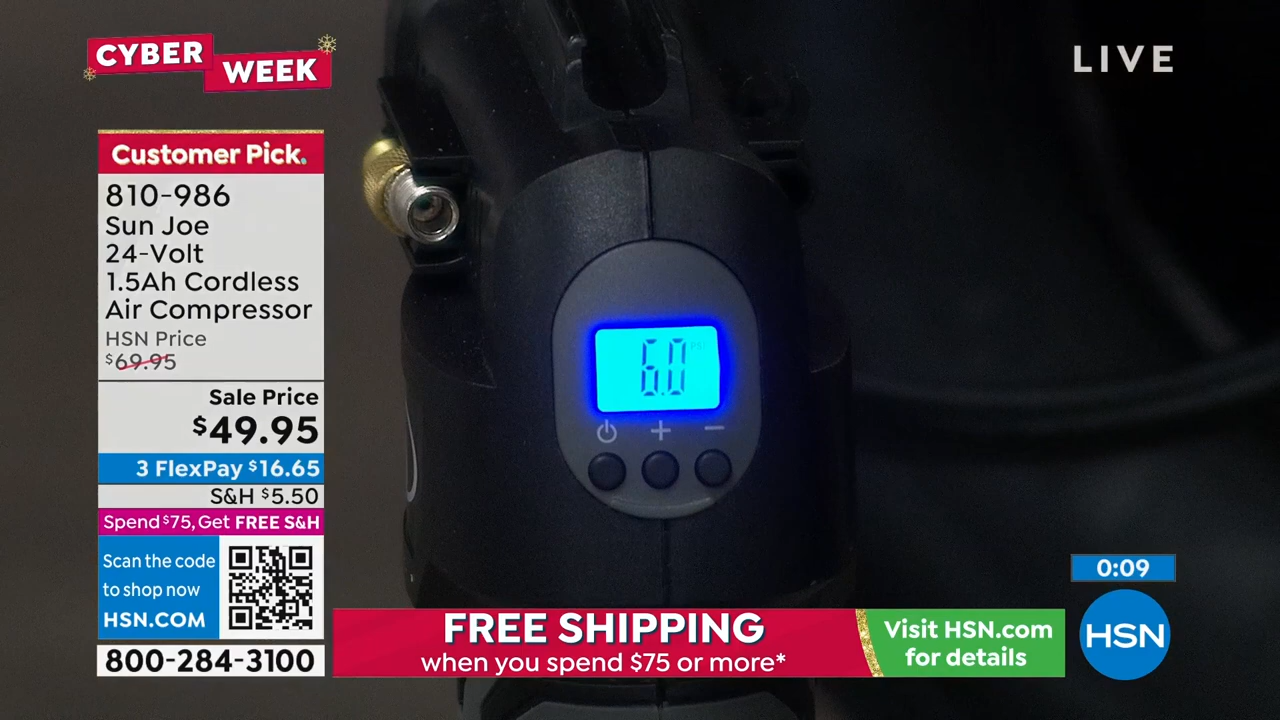 CYBER
WEEK
LIVE
Customer Pick.
810-986
Sun Joe
24-Volt
1.5Ah Cordless
Air Compressor
HSN Price
$69.95
Sale Price
$49.95
3 FlexPay $16.65
S&H $5.50
Spend $75, Get FREE S&H
Scan the code
to shop now
HSN.COM
800-284-3100
6.0 PSI
FREE SHIPPING
when you spend $75 or more*
Visit HSN.com
for details
0:09
HSN